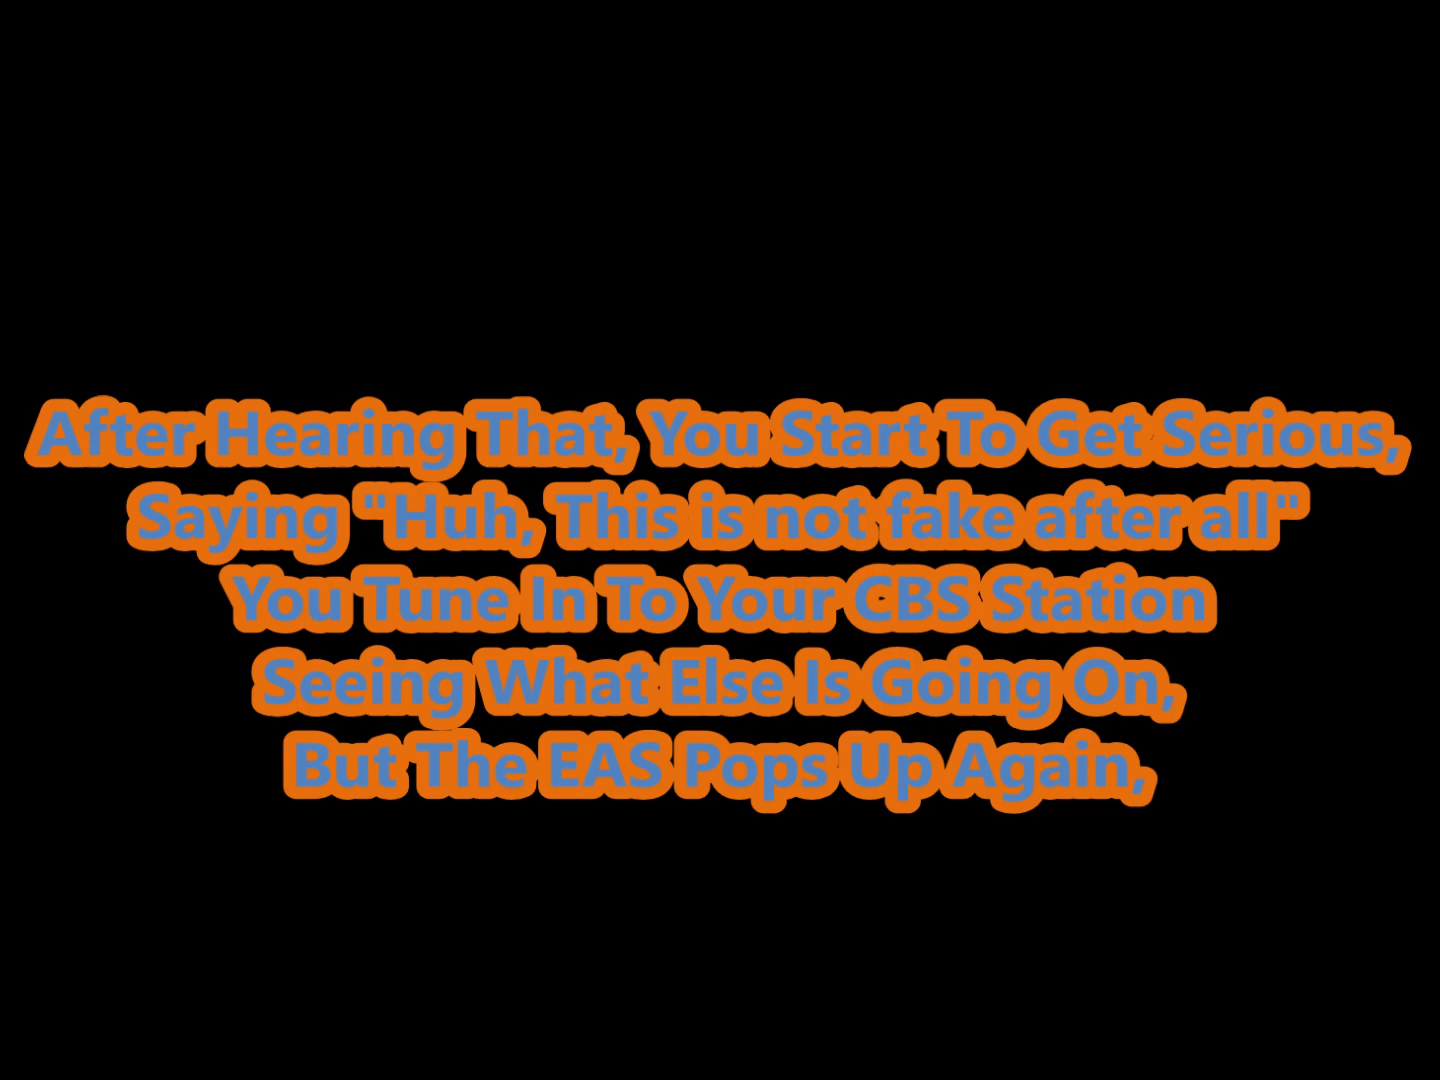 After Hearing That, You Start To Get Serious,
Saying "Huh, This is not fake after all"
You Tune In To Your CBS Station
Seeing What Else Is Going On,
But The EAS Pops Up Again,